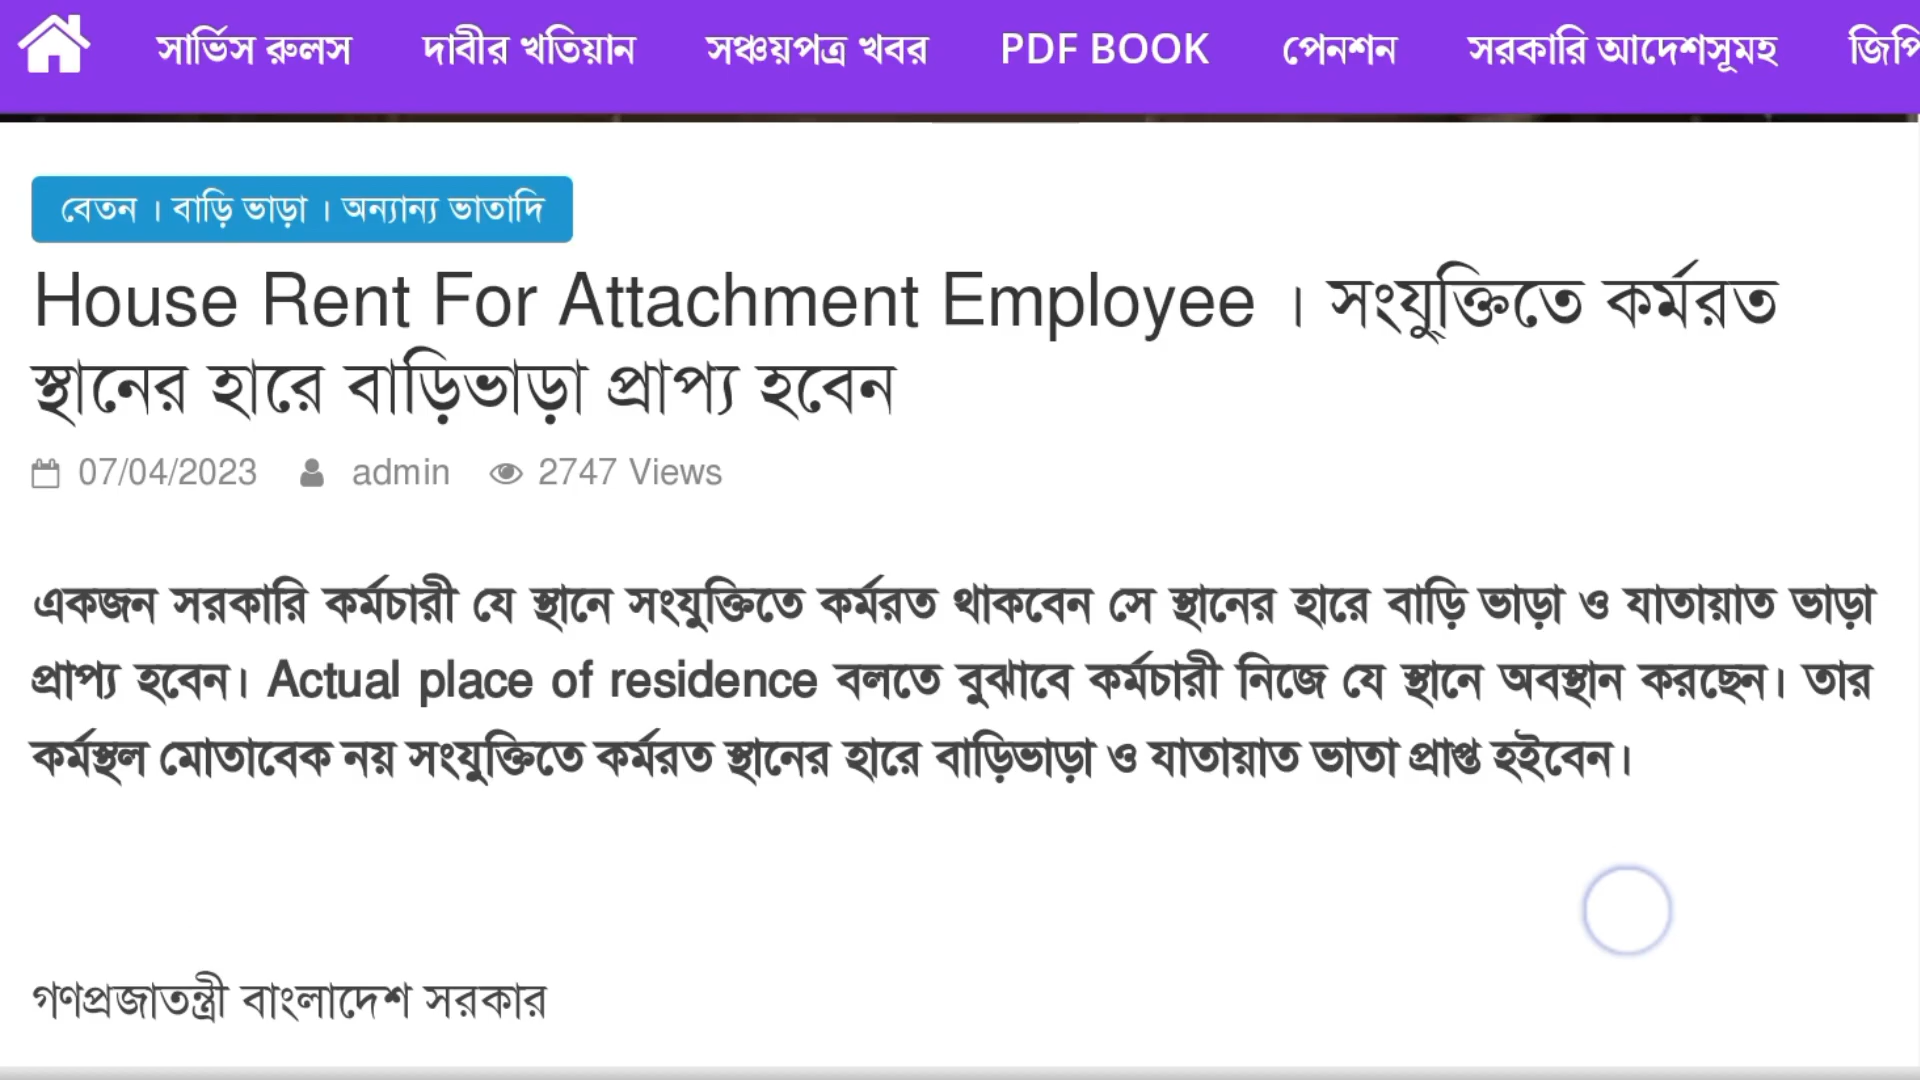 সার্ভিস রুলস দাবীর খতিয়ান সঞ্চয়পত্র খবর PDF BOOK পেনশন সরকারি আদেশসূমহ জিপি
বেতন । বাড়ি ভাড়া । অন্যান্য ভাতাদি
House Rent For Attachment Employee । সংযুক্তিতে কর্মরত
স্থানের হারে বাড়িভাড়া প্রাপ্য হবেন
07/04/2023 admin 2747 Views
একজন সরকারি কর্মচারী যে স্থানে সংযুক্তিতে কর্মরত থাকবেন সে স্থানের হারে বাড়ি ভাড়া ও যাতায়াত ভাড়া
প্রাপ্য হবেন। Actual place of residence বলতে বুঝাবে কর্মচারী নিজে যে স্থানে অবস্থান করছেন। তার
কর্মস্থল মোতাবেক নয় সংযুক্তিতে কর্মরত স্থানের হারে বাড়িভাড়া ও যাতায়াত ভাতা প্রাপ্ত হইবেন।
গণপ্রজাতন্ত্রী বাংলাদেশ সরকার